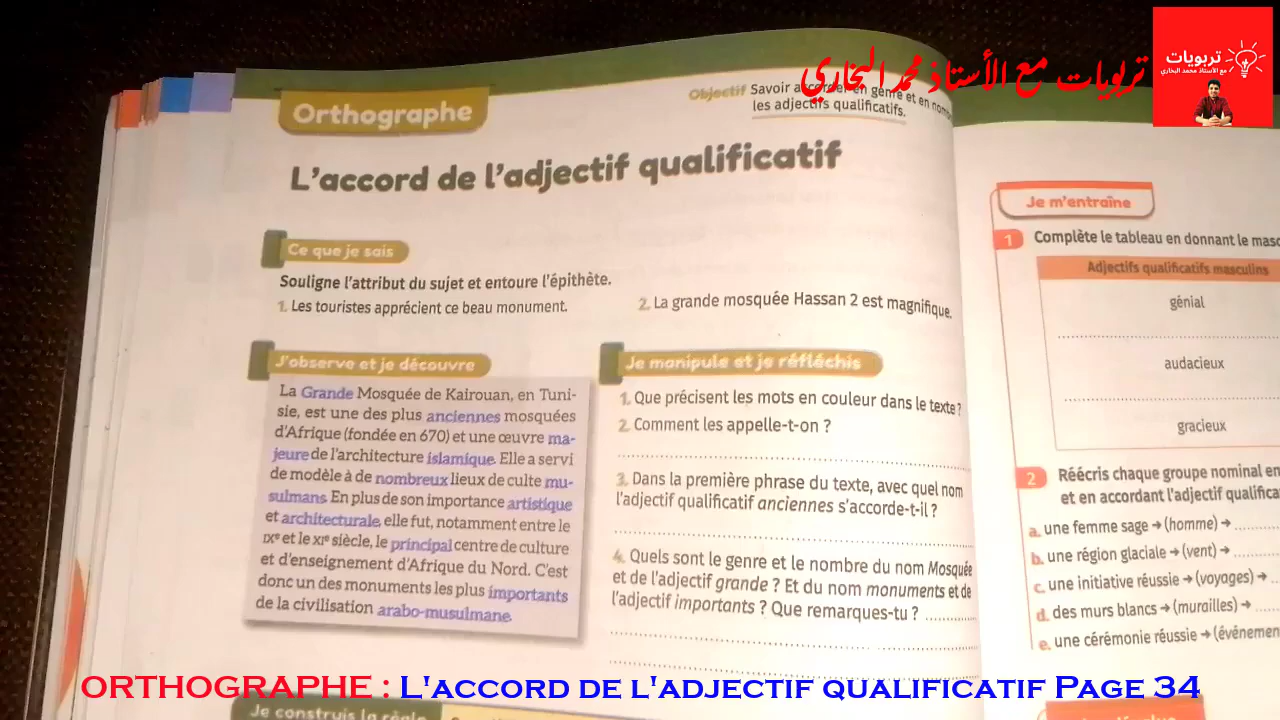 تربويات مع الأستاذ محمد البخاري
تربويات
مع الأستاذ محمد البخاري
Orthographe
Objectif Savoir accorder en genre et en nombre
les adjectifs qualificatifs.
L'accord de l'adjectif qualificatif
Ce que je sais
Souligne l'attribut du sujet et entoure l'épithète.
1. Les touristes apprécient ce beau monument.
2. La grande mosquée Hassan 2 est magnifique.
J'observe et je découvre
La Grande Mosquée de Kairouan, en Tuni-
sie, est une des plus anciennes mosquées
d'Afrique (fondée en 670) et une œuvre ma-
jeure de l'architecture islamique. Elle a servi
de modèle à de nombreux lieux de culte mu-
sulmans. En plus de son importance artistique
et architecturale, elle fut, notamment entre le
IXe et le XIe siècle, le principal centre de culture
et d'enseignement d'Afrique du Nord. C'est
donc un des monuments les plus importants
de la civilisation arabo-musulmane.
Je manipule et je réfléchis
1. Que précisent les mots en couleur dans le texte ?
2. Comment les appelle-t-on ?
3. Dans la première phrase du texte, avec quel nom
l'adjectif qualificatif anciennes s'accorde-t-il ?
4. Quels sont le genre et le nombre du nom Mosquée
et de l'adjectif grande ? Et du nom monuments et de
l'adjectif importants ? Que remarques-tu ?
Je construis la règle
Je m'entraîne
1 Complète le tableau en donnant le masc
Adjectifs qualificatifs masculins
génial
audacieux
gracieux
2 Réécris chaque groupe nominal en
et en accordant l'adjectif qualifica
a. une femme sage → (homme) →
b. une région glaciale → (vent) →
c. une initiative réussie → (voyages) →
d. des murs blancs → (murailles) →
e. une cérémonie réussie → (événemen
ORTHOGRAPHE : L'accord de l'adjectif qualificatif Page 34